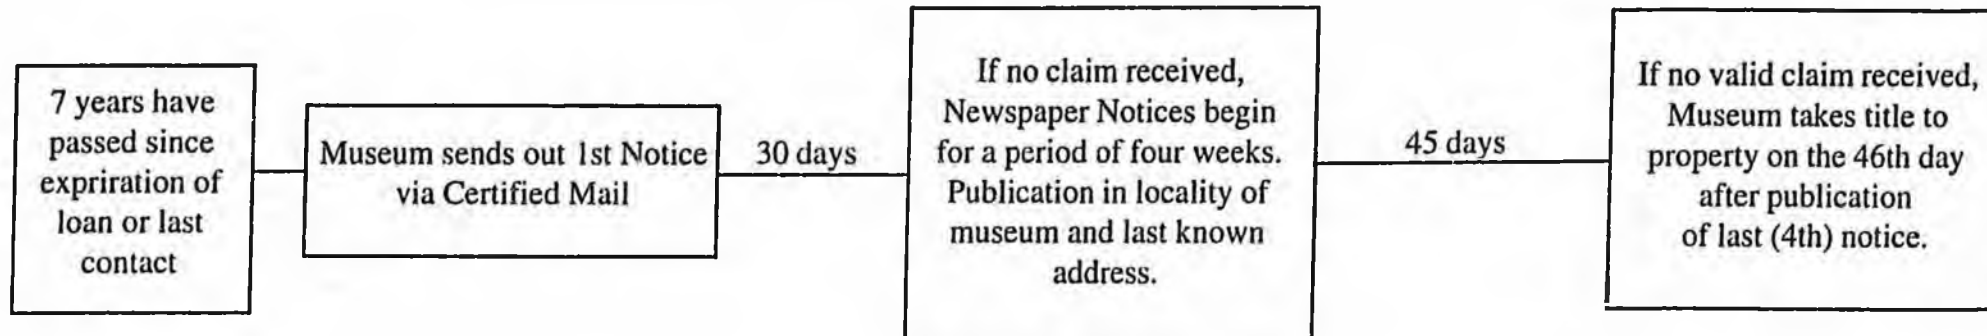 7 years have
passed since
expriration of
loan or last
contact
Museum sends out 1st Notice
via Certified Mail
30 days
If no claim received,
Newspaper Notices begin
for a period of four weeks.
Publication in locality of
museum and last known
address.
45 days
If no valid claim received,
Museum takes title to
property on the 46th day
after publication
of last (4th) notice.